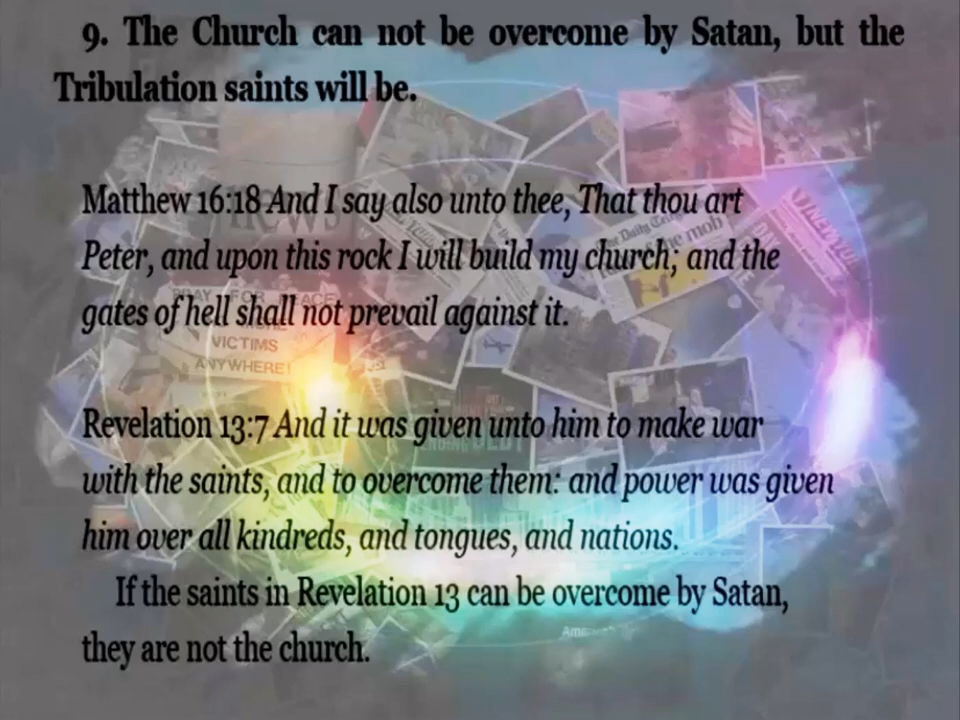 9. The Church can not be overcome by Satan, but the
Tribulation saints will be.
Matthew 16:18 And I say also unto thee, That thou art
Peter, and upon this rock I will build my church; and the
gates of hell shall not prevail against it.
VICTIMS
ANYWHERE!
Revelation 13:7 And it was given unto him to make war
with the saints, and to overcome them: and power was given
him over all kindreds, and tongues, and nations.
If the saints in Revelation 13 can be overcome by Satan,
they are not the church.